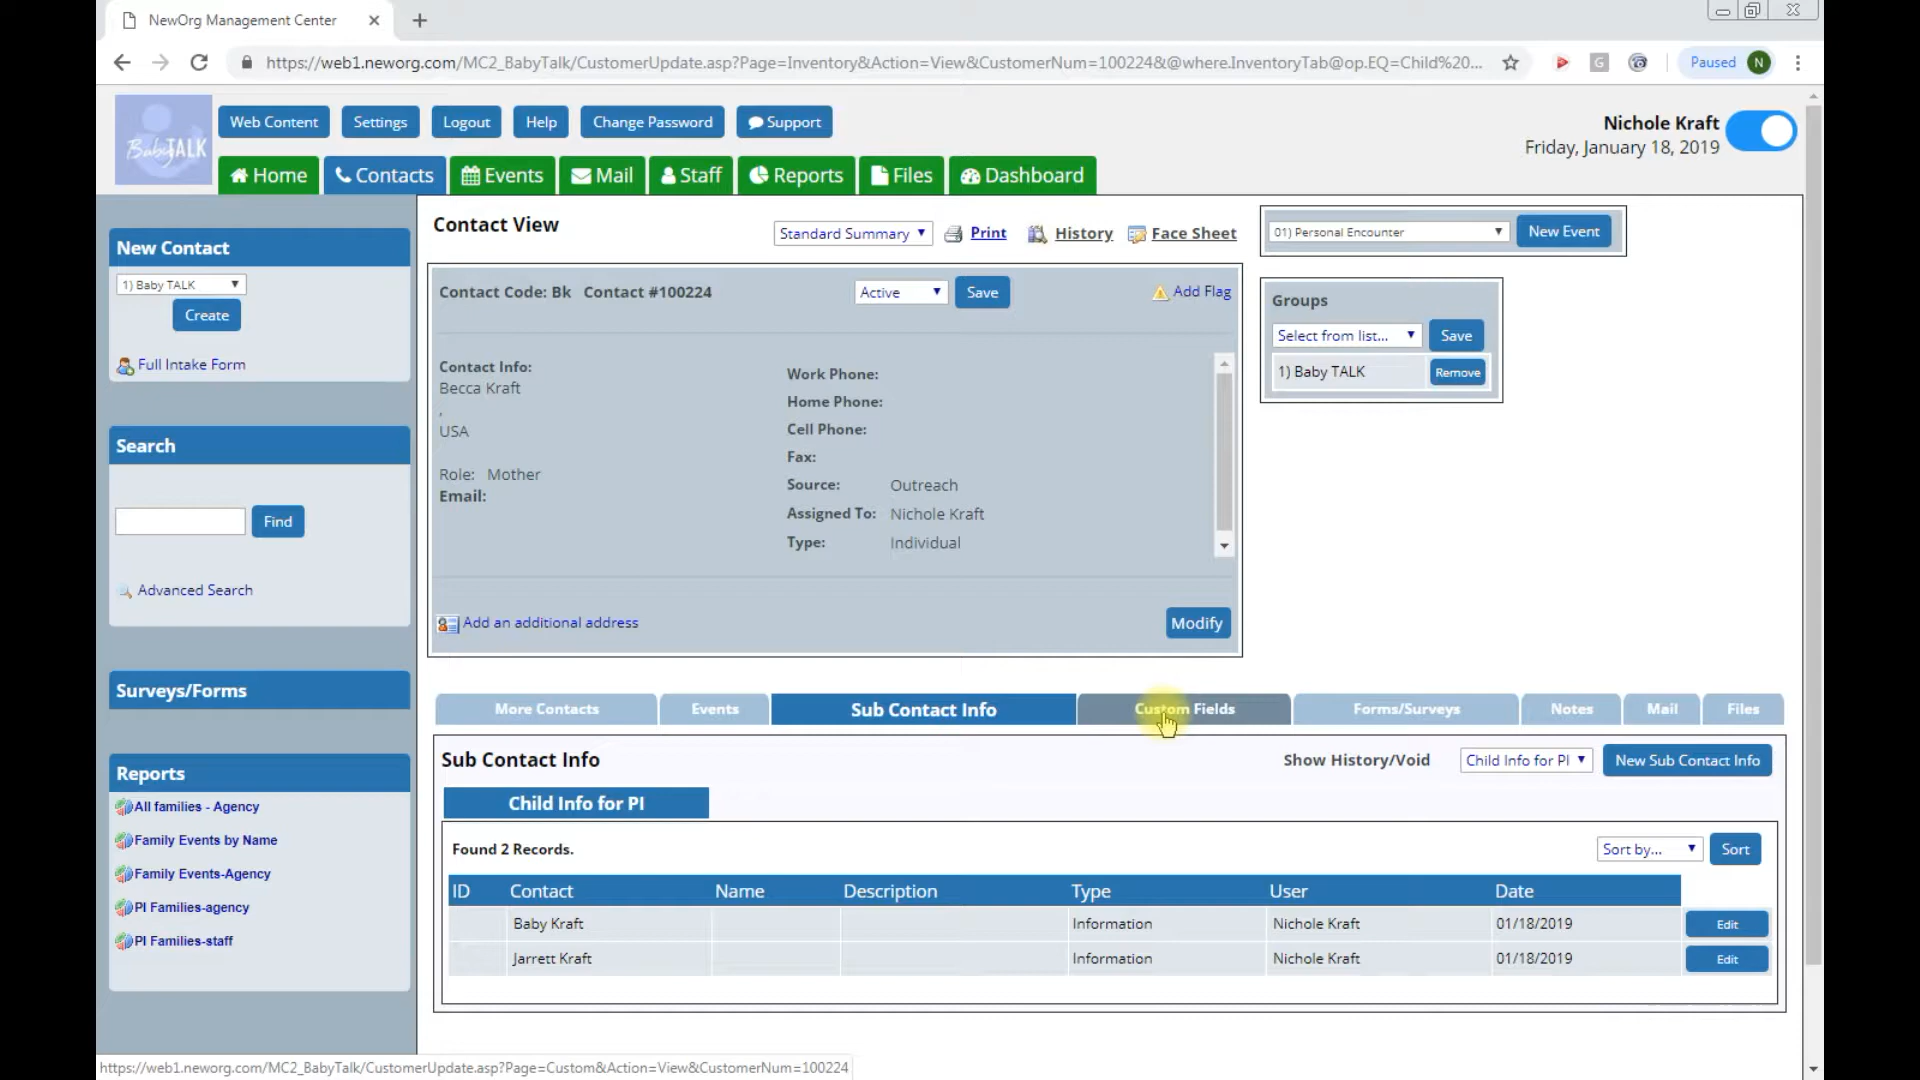 NewOrg Management Center
https://web1.neworg.com/MC2_BabyTalk/CustomerUpdate.asp?Page=Inventory&Action=View&CustomerNum=100224&@where.InventoryTab@op.EQ=Child%20...
Paused N
BabyTALK
Web Content Settings Logout Help Change Password Support
Nichole Kraft
Friday, January 18, 2019
Home Contacts Events Mail Staff Reports Files Dashboard
New Contact
1) Baby TALK
Create
Full Intake Form
Search
Find
Advanced Search
Surveys/Forms
Reports
All families - Agency
Family Events by Name
Family Events-Agency
PI Families-agency
PI Families-staff
Contact View
Standard Summary Print History Face Sheet
01) Personal Encounter New Event
Contact Code: Bk Contact #100224 Active Save Add Flag
Groups
Select from list... Save
1) Baby TALK Remove
Contact Info:
Becca Kraft
,
USA
Role: Mother
Email:
Work Phone:
Home Phone:
Cell Phone:
Fax:
Source: Outreach
Assigned To: Nichole Kraft
Type: Individual
Add an additional address Modify
More Contacts Events Sub Contact Info Custom Fields Forms/Surveys Notes Mail Files
Sub Contact Info Show History/Void Child Info for PI New Sub Contact Info
Child Info for PI
Found 2 Records. Sort by... Sort
ID Contact Name Description Type User Date
Baby Kraft Information Nichole Kraft 01/18/2019 Edit
Jarrett Kraft Information Nichole Kraft 01/18/2019 Edit
https://web1.neworg.com/MC2_BabyTalk/CustomerUpdate.asp?Page=Custom&Action=View&CustomerNum=100224